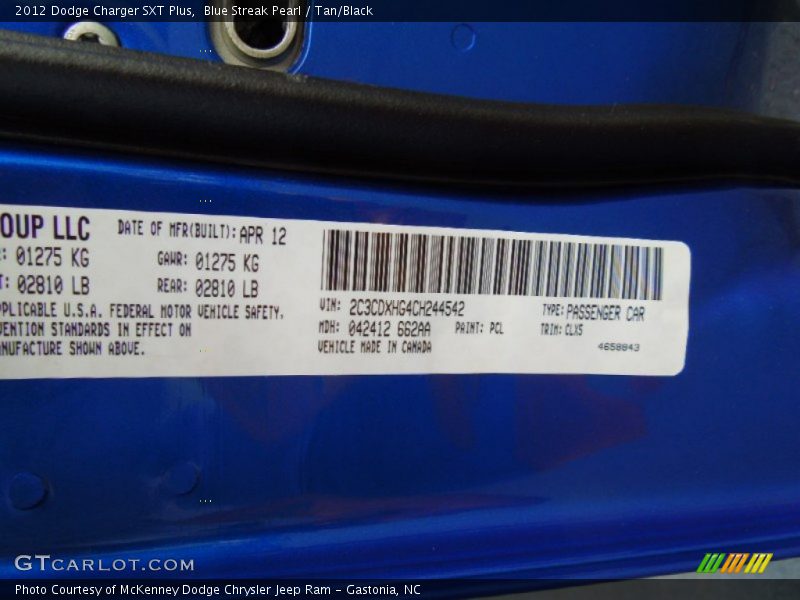 2012 Dodge Charger SXT Plus, Blue Streak Pearl / Tan/Black
OUP LLC DATE OF MFR(BUILT): APR 12
: 01275 KG GAWR: 01275 KG
T: 02810 LB REAR: 02810 LB
PPLICABLE U.S.A. FEDERAL MOTOR VEHICLE SAFETY,
VENTION STANDARDS IN EFFECT ON
NUFACTURE SHOWN ABOVE.
VIN: 2C3CDXHG4CH244542 TYPE: PASSENGER CAR
MDH: 042412 662AA PAINT: PCL TRIM: CLX5
VEHICLE MADE IN CANADA 4658843
GTCARLOT.COM
Photo Courtesy of McKenney Dodge Chrysler Jeep Ram - Gastonia, NC